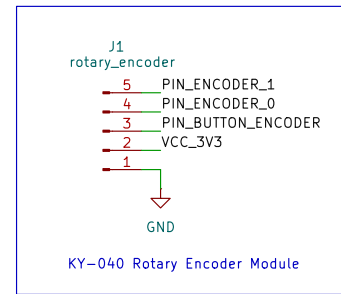 J1
rotary_encoder
5 PIN_ENCODER_1
4 PIN_ENCODER_0
3 PIN_BUTTON_ENCODER
2 VCC_3V3
1
GND
KY-040 Rotary Encoder Module